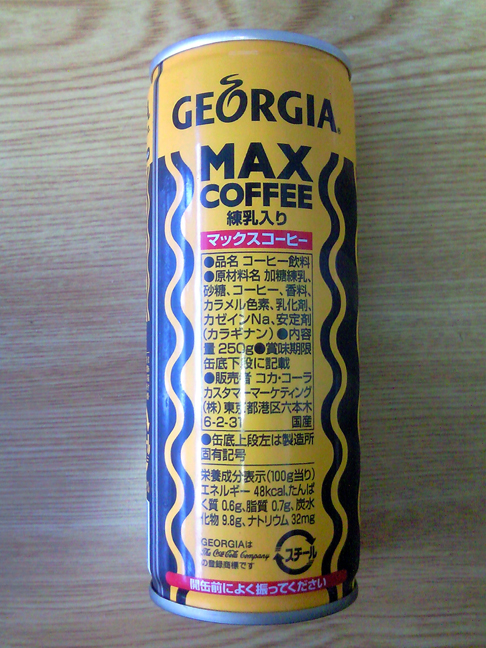 GEORGIA®
MAX
COFFEE
練乳入り
マックスコーヒー
●品名 コーヒー飲料
●原材料名 加糖練乳、
砂糖、コーヒー、香料、
カラメル色素、乳化剤、
カゼインNa、安定剤
(カラギナン) ●内容
量 250g●賞味期限
缶底下段に記載
●販売者 コカ・コーラ
カスタマーマーケティング
(株) 東京都港区六本木
6-2-31 国産
●缶底上段左は製造所
固有記号
栄養成分表示(100g当り)
エネルギー 48kcal、たんぱ
く質 0.6g、脂質 0.7g、炭水
化物 9.8g、ナトリウム 32mg
GEORGIAは
The Coca-Cola Company
の登録商標です
スチール
開缶前によく振ってください